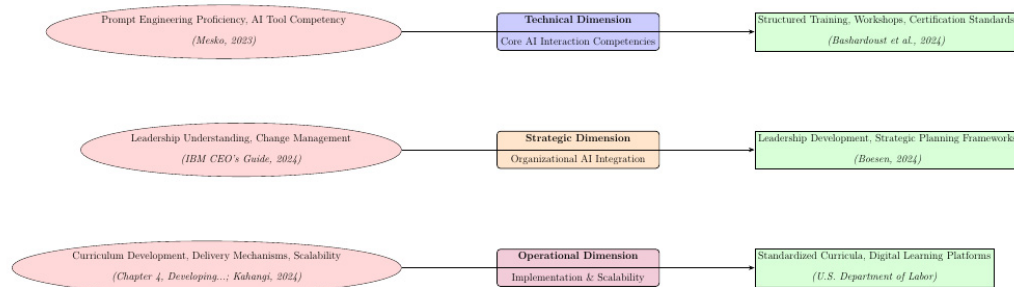 Prompt Engineering Proficiency, AI Tool Competency
(Mesko, 2023)
Technical Dimension
Core AI Interaction Competencies
Structured Training, Workshops, Certification Standards
(Bashardoust et al., 2024)
Leadership Understanding, Change Management
(IBM CEO's Guide, 2024)
Strategic Dimension
Organizational AI Integration
Leadership Development, Strategic Planning Frameworks
(Boesen, 2024)
Curriculum Development, Delivery Mechanisms, Scalability
(Chapter 4, Developing...; Kahangi, 2024)
Operational Dimension
Implementation & Scalability
Standardized Curricula, Digital Learning Platforms
(U.S. Department of Labor)